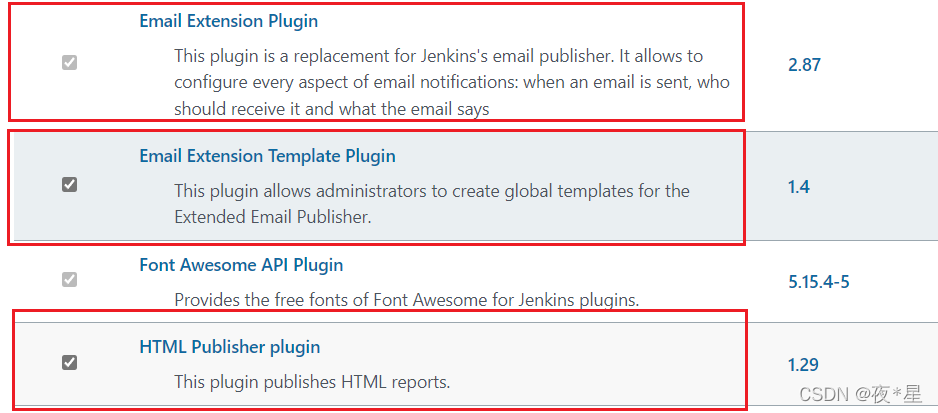 Email Extension Plugin
This plugin is a replacement for Jenkins's email publisher. It allows to
configure every aspect of email notifications: when an email is sent, who
should receive it and what the email says
2.87
Email Extension Template Plugin
This plugin allows administrators to create global templates for the
Extended Email Publisher.
1.4
Font Awesome API Plugin
Provides the free fonts of Font Awesome for Jenkins plugins.
5.15.4-5
HTML Publisher plugin
This plugin publishes HTML reports.
1.29
CSDN @夜*星